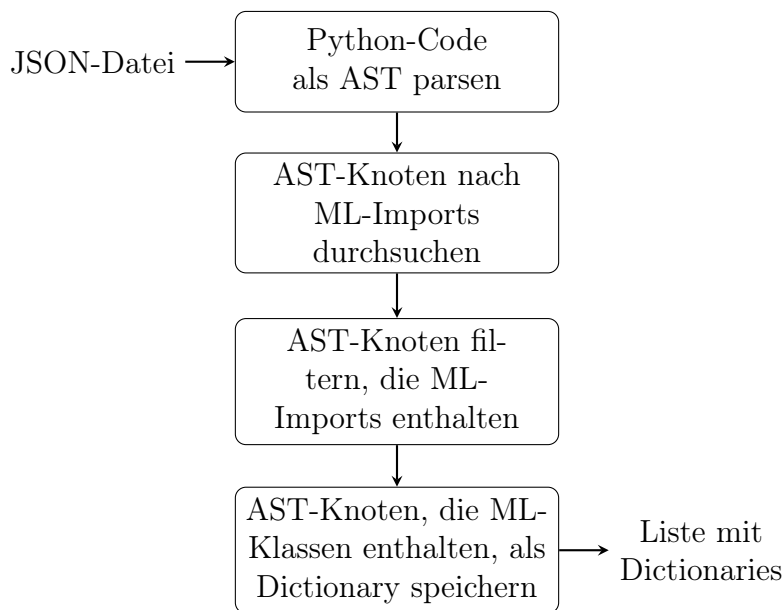 JSON-Datei
Python-Code
als AST parsen
AST-Knoten nach
ML-Imports
durchsuchen
AST-Knoten fil-
tern, die ML-
Imports enthalten
AST-Knoten, die ML-
Klassen enthalten, als
Dictionary speichern
Liste mit
Dictionaries